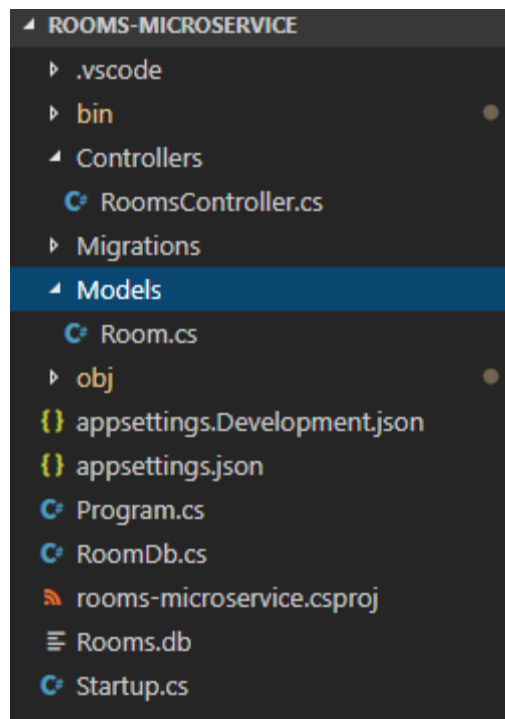 ROOMS-MICROSERVICE
.vscode
bin
Controllers
C# RoomsController.cs
Migrations
Models
C# Room.cs
obj
{} appsettings.Development.json
{} appsettings.json
C# Program.cs
C# RoomDb.cs
rooms-microservice.csproj
Rooms.db
C# Startup.cs